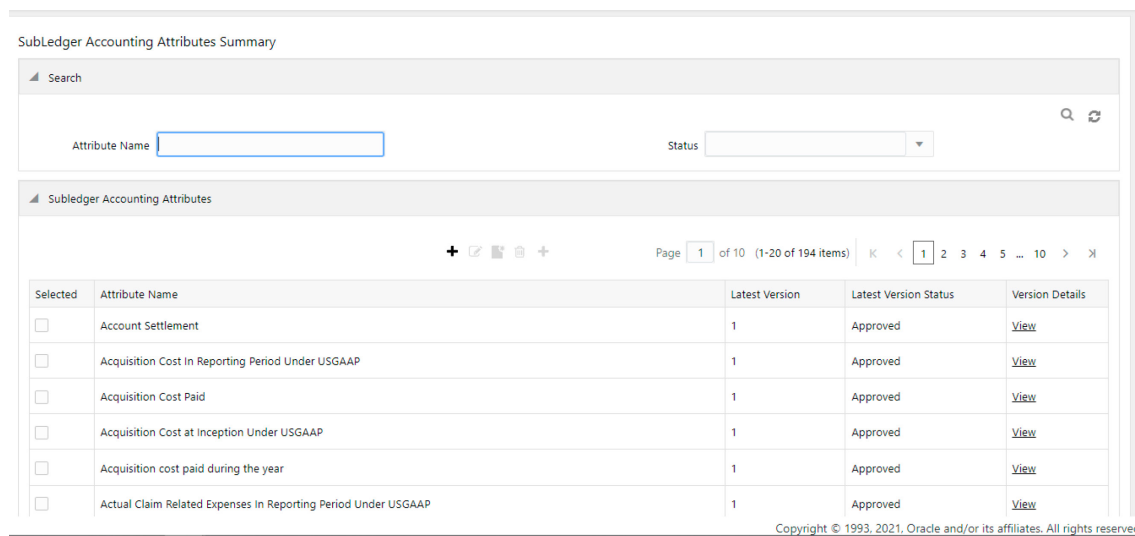 SubLedger Accounting Attributes Summary
Search
Attribute Name Status
Subledger Accounting Attributes
Page 1 of 10 (1-20 of 194 items) K < 1 2 3 4 5 ... 10 > >|
Selected Attribute Name Latest Version Latest Version Status Version Details
Account Settlement 1 Approved View
Acquisition Cost In Reporting Period Under USGAAP 1 Approved View
Acquisition Cost Paid 1 Approved View
Acquisition Cost at Inception Under USGAAP 1 Approved View
Acquisition cost paid during the year 1 Approved View
Actual Claim Related Expenses In Reporting Period Under USGAAP 1 Approved View
Copyright © 1993, 2021, Oracle and/or its affiliates. All rights reserve